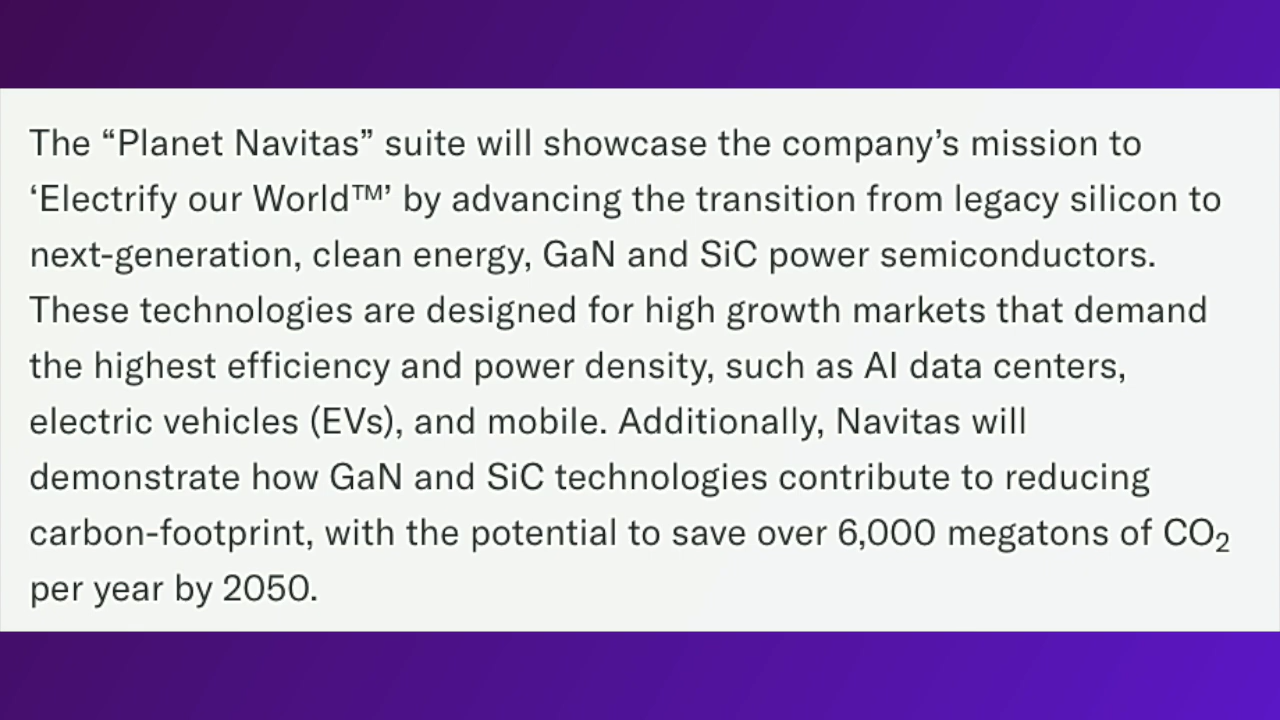 The “Planet Navitas” suite will showcase the company’s mission to
‘Electrify our World™’ by advancing the transition from legacy silicon to
next-generation, clean energy, GaN and SiC power semiconductors.
These technologies are designed for high growth markets that demand
the highest efficiency and power density, such as AI data centers,
electric vehicles (EVs), and mobile. Additionally, Navitas will
demonstrate how GaN and SiC technologies contribute to reducing
carbon-footprint, with the potential to save over 6,000 megatons of CO₂
per year by 2050.